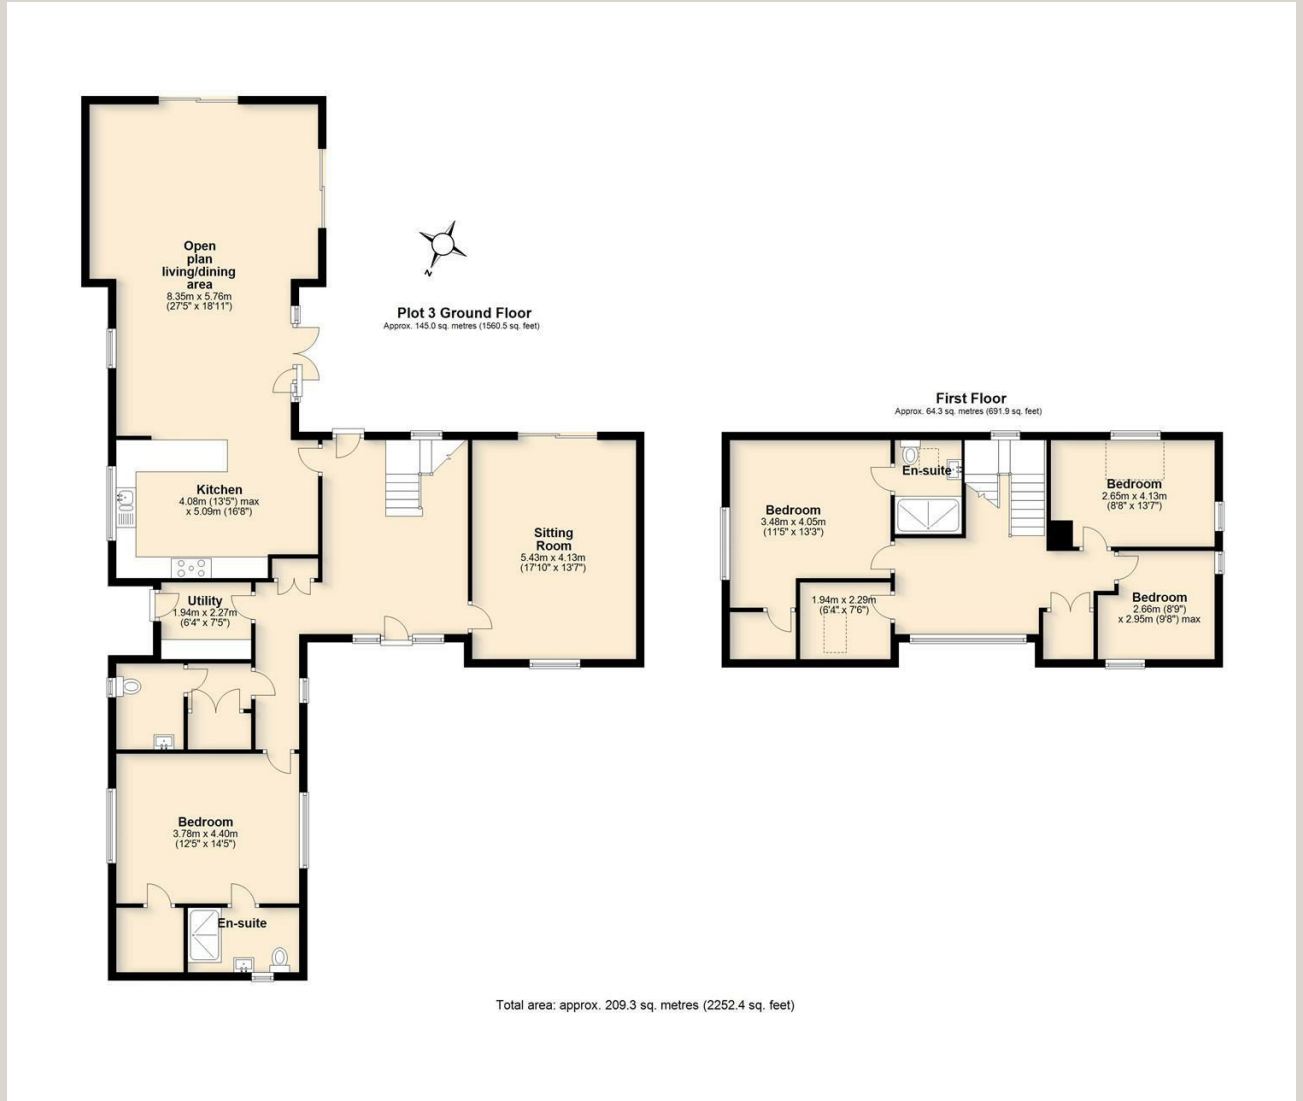 Open
plan
living/dining
area
8.35m x 5.76m
(27'5" x 18'11")
N
Plot 3 Ground Floor
Approx. 145.0 sq. metres (1560.5 sq. feet)
Kitchen
4.08m (13'5") max
x 5.09m (16'8")
Sitting
Room
5.43m x 4.13m
(17'10" x 13'7")
Utility
1.94m x 2.27m
(6'4" x 7'5")
Bedroom
3.78m x 4.40m
(12'5" x 14'5")
En-suite
First Floor
Approx. 64.3 sq. metres (691.9 sq. feet)
En-suite
Bedroom
3.48m x 4.05m
(11'5" x 13'3")
Bedroom
2.65m x 4.13m
(8'8" x 13'7")
1.94m x 2.29m
(6'4" x 7'6")
Bedroom
2.66m (8'9")
x 2.95m (9'8") max
Total area: approx. 209.3 sq. metres (2252.4 sq. feet)